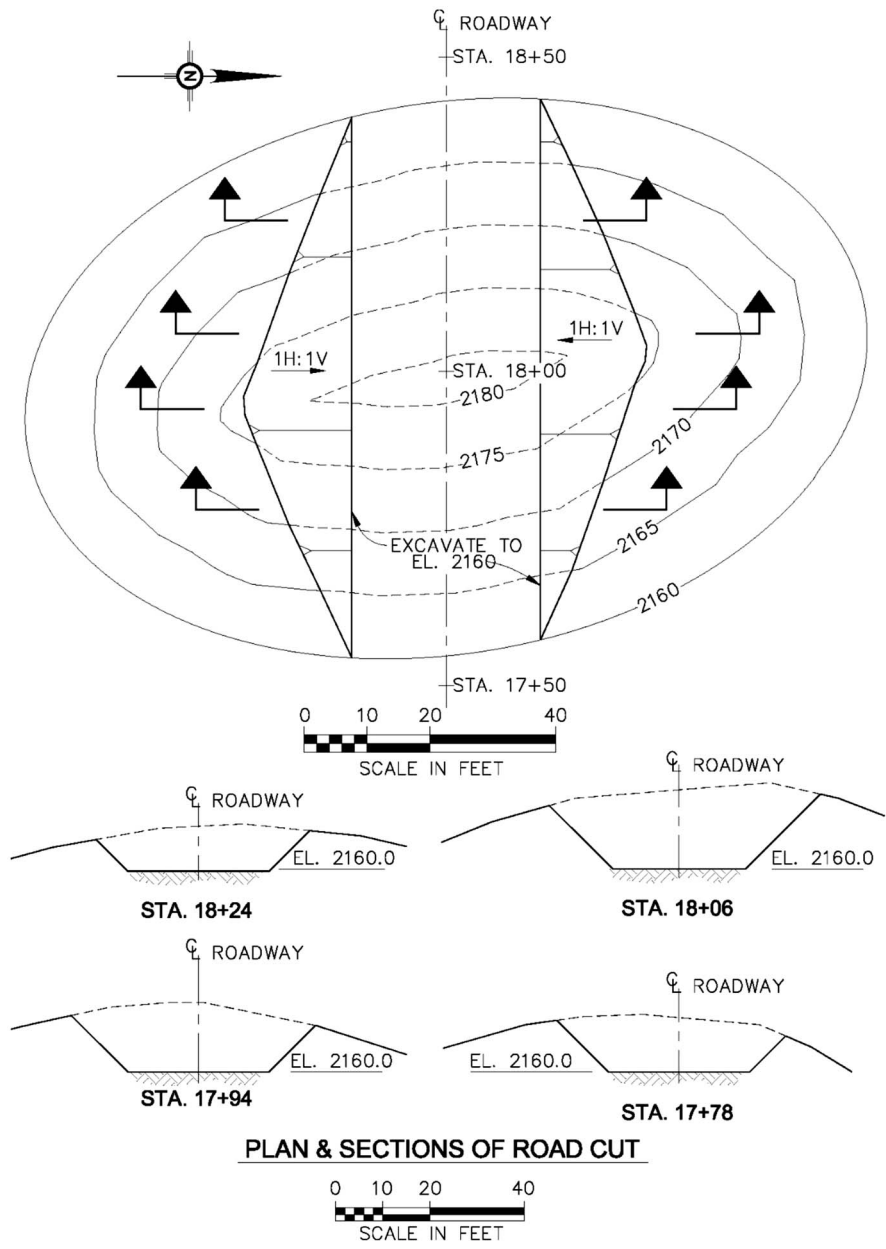 ℄ ROADWAY
STA. 18+50
N
1H:1V
1H:1V
STA. 18+00
2180
2175
2170
2165
2160
EXCAVATE TO
EL. 2160
STA. 17+50
0 10 20 40
SCALE IN FEET
℄ ROADWAY
EL. 2160.0
STA. 18+24
℄ ROADWAY
EL. 2160.0
STA. 18+06
℄ ROADWAY
EL. 2160.0
STA. 17+94
℄ ROADWAY
EL. 2160.0
STA. 17+78
PLAN & SECTIONS OF ROAD CUT
0 10 20 40
SCALE IN FEET